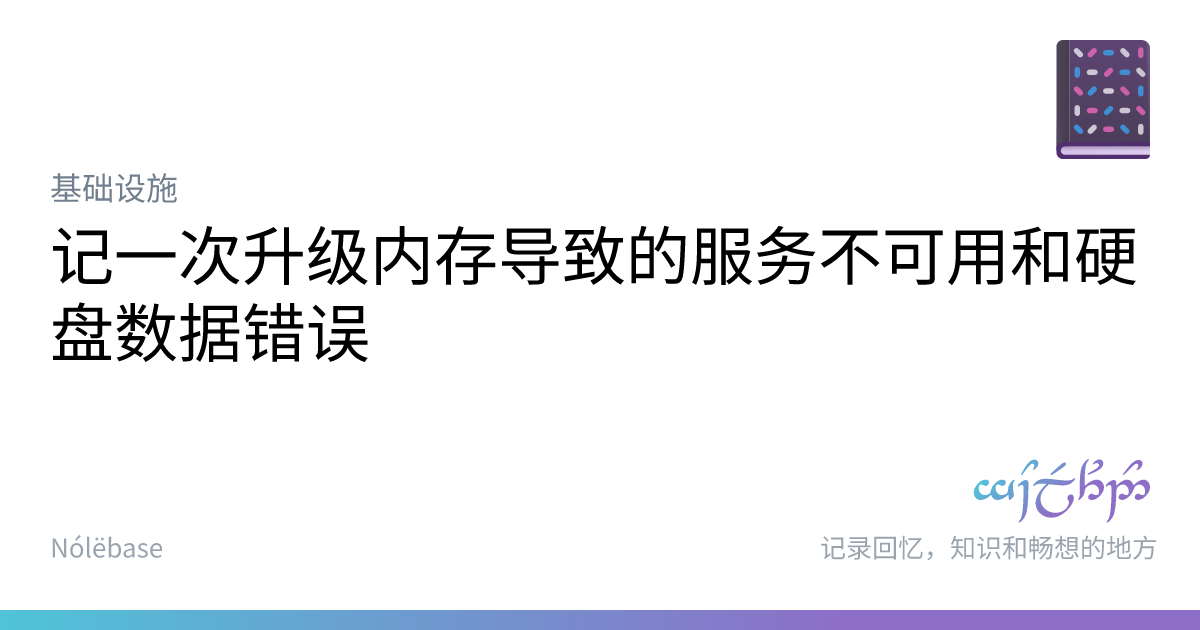 基础设施
记一次升级内存导致的服务不可用和硬
盘数据错误
Nólëbase
记录回忆，知识和畅想的地方